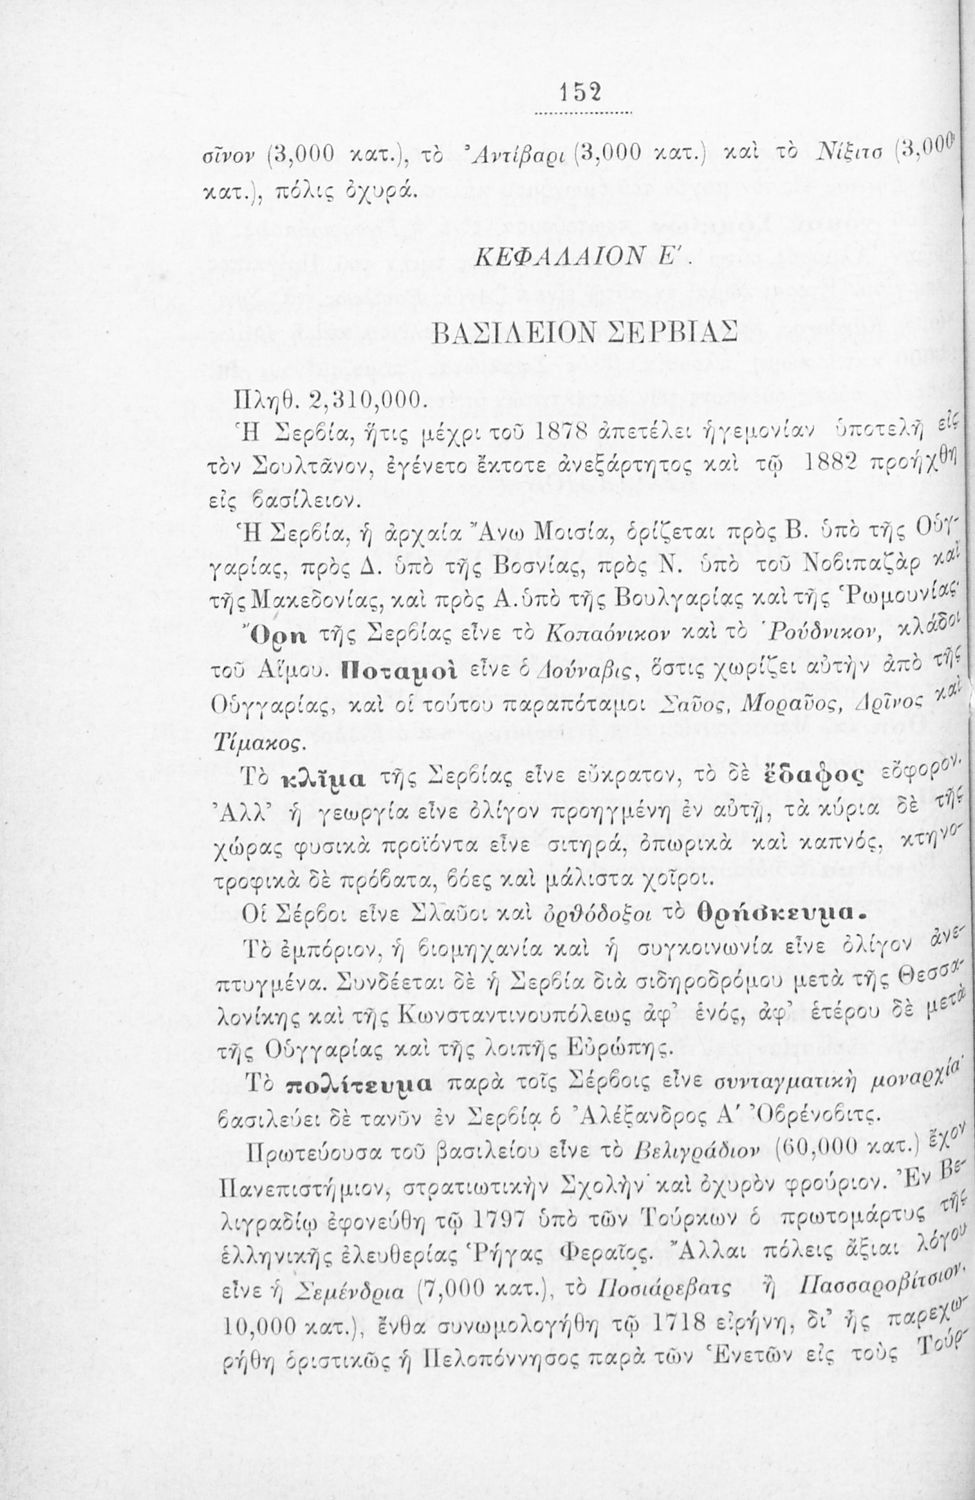 152
σῖνον (3,000 κατ.), τὸ Ἀντίβαρι (3,000 κατ.) καὶ τὸ Νίξιτσ (3,000
κατ.), πόλις ὀχυρά.
ΚΕΦΑΛΑΙΟΝ Ε΄.
ΒΑΣΙΛΕΙΟΝ ΣΕΡΒΙΑΣ
Πληθ. 2,310,000.
Ἡ Σερβία, ἥτις μέχρι τοῦ 1878 ἀπετέλει ἡγεμονίαν ὑποτελῆ εἰς
τὸν Σουλτᾶνον, ἐγένετο ἔκτοτε ἀνεξάρτητος καὶ τῷ 1882 προήχθη
εἰς βασίλειον.
Ἡ Σερβία, ἡ ἀρχαία Ἄνω Μοισία, ὁρίζεται πρὸς Β. ὑπὸ τῆς Οὑγ-
γαρίας, πρὸς Δ. ὑπὸ τῆς Βοσνίας, πρὸς Ν. ὑπὸ τοῦ Νοβιπαζὰρ καὶ
τῆς Μακεδονίας, καὶ πρὸς Α. ὑπὸ τῆς Βουλγαρίας καὶ τῆς Ῥωμουνίας.
Ὄρη τῆς Σερβίας εἶνε τὸ Κοπαόνικον καὶ τὸ Ῥούδνικον, κλάδοι
τοῦ Αἵμου. Ποταμοὶ εἶνε ὁ Δούναβις, ὅστις χωρίζει αὐτὴν ἀπὸ τῆς
Οὑγγαρίας, καὶ οἱ τούτου παραπόταμοι Σαῦος, Μοραῦος, Δρῖνος καὶ
Τίμακος.
Τὸ κλῖμα τῆς Σερβίας εἶνε εὔκρατον, τὸ δὲ ἔδαφος εὔφορον.
Ἀλλ' ἡ γεωργία εἶνε ὀλίγον προηγμένη ἐν αὐτῇ, τὰ κύρια δὲ τῆς
χώρας φυσικὰ προϊόντα εἶνε σιτηρά, ὀπωρικὰ καὶ καπνός, κτηνο-
τροφικὰ δὲ πρόβατα, βόες καὶ μάλιστα χοῖροι.
Οἱ Σέρβοι εἶνε Σλαῦοι καὶ ὀρθόδοξοι τὸ θρήσκευμα.
Τὸ ἐμπόριον, ἡ βιομηχανία καὶ ἡ συγκοινωνία εἶνε ὀλίγον ἀνε-
πτυγμένα. Συνδέεται δὲ ἡ Σερβία διὰ σιδηροδρόμου μετὰ τῆς Θεσσα-
λονίκης καὶ τῆς Κωνσταντινουπόλεως ἀφ' ἑνός, ἀφ' ἑτέρου δὲ μετὰ
τῆς Οὑγγαρίας καὶ τῆς λοιπῆς Εὐρώπης.
Τὸ πολίτευμα παρὰ τοῖς Σέρβοις εἶνε συνταγματικὴ μοναρχία
βασιλεύει δὲ τανῦν ἐν Σερβίᾳ ὁ Ἀλέξανδρος Α΄ Ὀβρένοβιτς.
Πρωτεύουσα τοῦ βασιλείου εἶνε τὸ Βελιγράδιον (60,000 κατ.) ἔχον
Πανεπιστήμιον, στρατιωτικὴν Σχολὴν καὶ ὀχυρὸν φρούριον. Ἐν Βε-
λιγραδίῳ ἐφονεύθη τῷ 1797 ὑπὸ τῶν Τούρκων ὁ πρωτομάρτυς τῆς
ἑλληνικῆς ἐλευθερίας Ῥήγας Φεραῖος. Ἄλλαι πόλεις ἄξιαι λόγου
εἶνε ἡ Σεμένδρια (7,000 κατ.), τὸ Ποσιάρεβατς ἢ Πασσαροβίτσιον,
10,000 κατ.), ἔνθα συνωμολογήθη τῷ 1718 εἰρήνη, δι' ἧς παρεχω-
ρήθη ὁριστικῶς ἡ Πελοπόννησος παρὰ τῶν Ἑνετῶν εἰς τοὺς Τούρ-